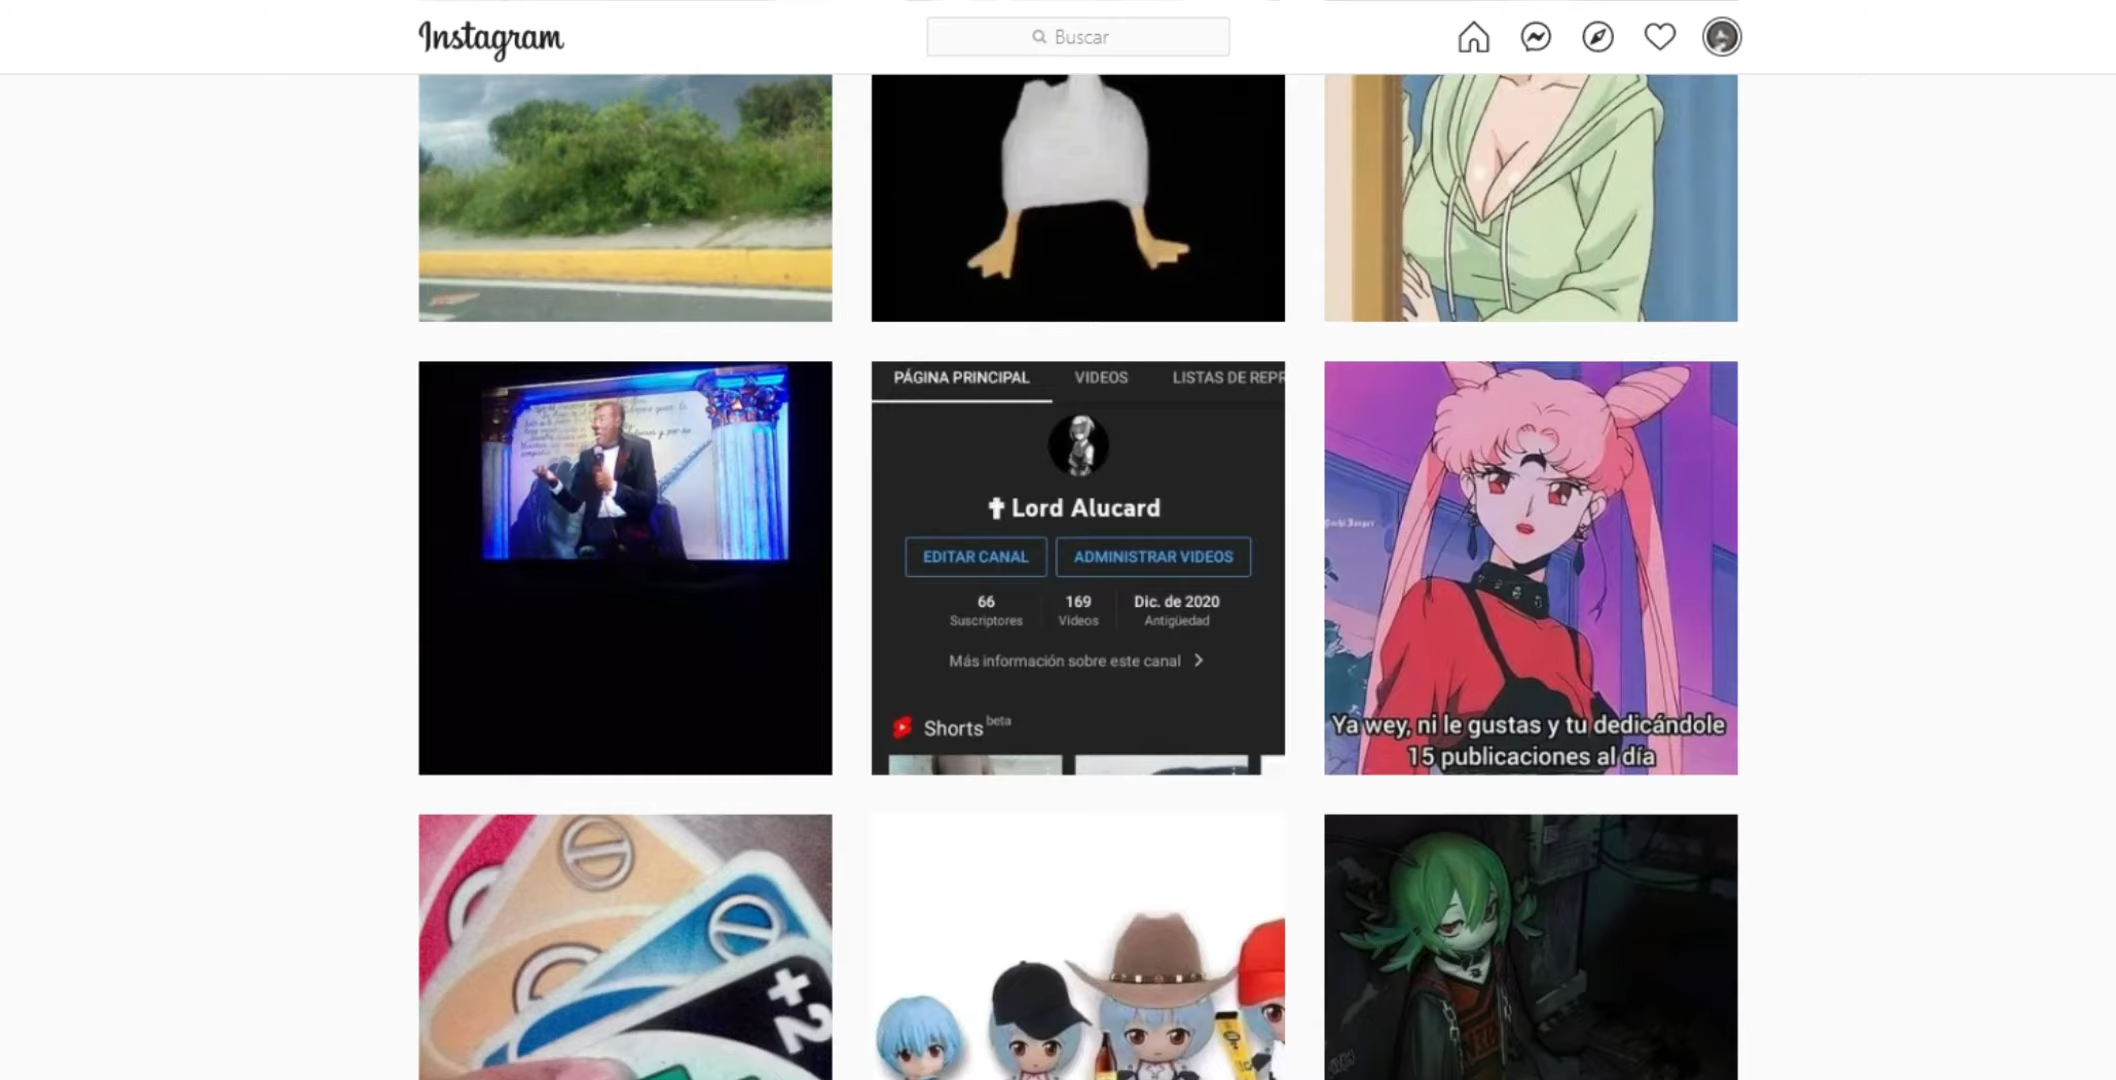 Instagram
Buscar
PÁGINA PRINCIPAL VIDEOS LISTAS DE REPR
✝ Lord Alucard
EDITAR CANAL ADMINISTRAR VIDEOS
66 169 Dic. de 2020
Suscriptores Videos Antigüedad
Más información sobre este canal >
Shorts beta
Ya wey, ni le gustas y tu dedicándole
15 publicaciones al día
+2